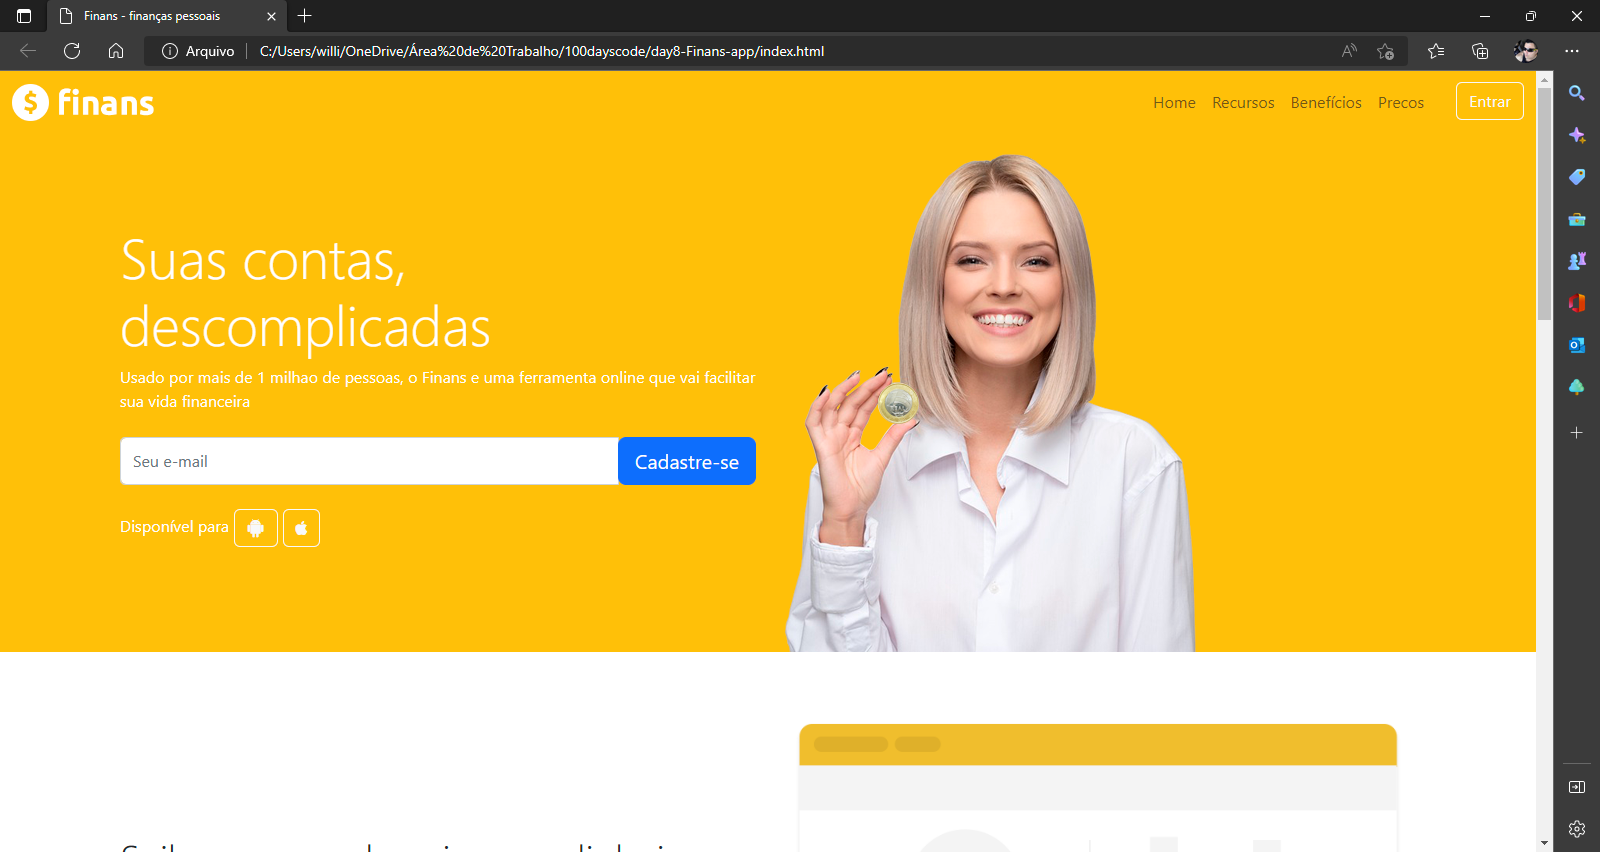 Finans - finanças pessoais
Arquivo
C:/Users/willi/OneDrive/Área%20de%20Trabalho/100dayscode/day8-Finans-app/index.html
$ finans
Home Recursos Benefícios Precos Entrar
Suas contas,
descomplicadas
Usado por mais de 1 milhao de pessoas, o Finans e uma ferramenta online que vai facilitar
sua vida financeira
Seu e-mail
Cadastre-se
Disponível para